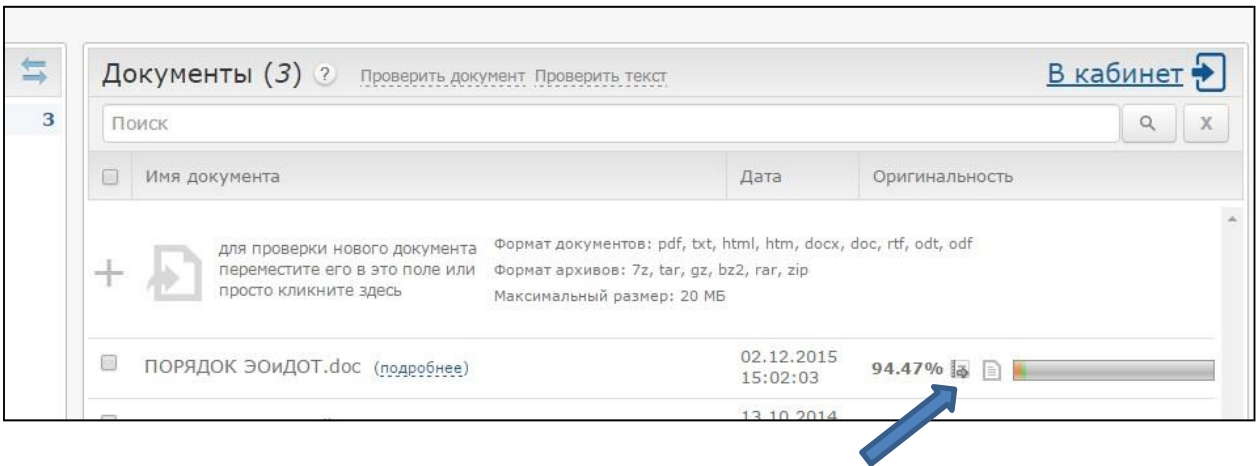 Документы (3) ? Проверить документ Проверить текст В кабинет
3
Поиск X
Имя документа Дата Оригинальность
для проверки нового документа
переместите его в это поле или
просто кликните здесь
Формат документов: pdf, txt, html, htm, docx, doc, rtf, odt, odf
Формат архивов: 7z, tar, gz, bz2, rar, zip
Максимальный размер: 20 МБ
ПОРЯДОК ЭОиДОТ.doc (подробнее)
02.12.2015
15:02:03
94.47%
13.10.2014